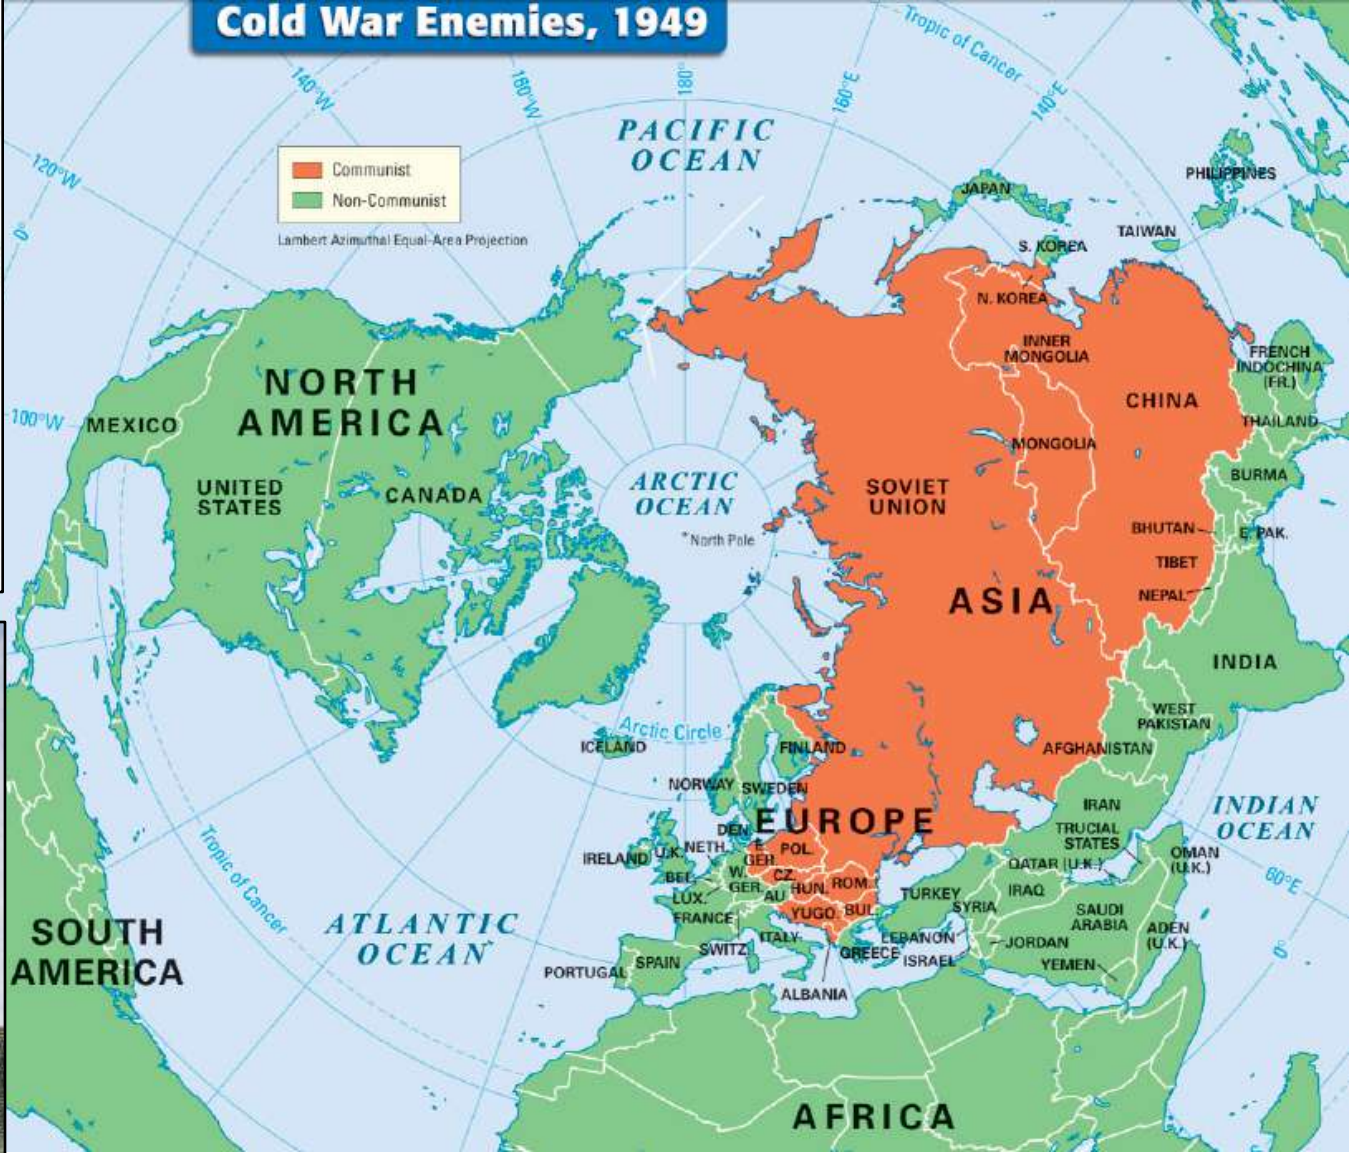 Cold War Enemies, 1949
Tropic of Cancer
140°W
160°W
180°
160°E
140°E
120°W
0°
PACIFIC
OCEAN
Communist
Non-Communist
Lambert Azimuthal Equal-Area Projection
JAPAN
PHILIPPINES
TAIWAN
S. KOREA
N. KOREA
INNER
MONGOLIA
FRENCH
INDOCHINA
(FR.)
NORTH
AMERICA
CHINA
100°W
MEXICO
THAILAND
MONGOLIA
BURMA
UNITED
STATES
CANADA
ARCTIC
OCEAN
SOVIET
UNION
North Pole
BHUTAN
E. PAK.
TIBET
NEPAL
ASIA
INDIA
WEST
PAKISTAN
Arctic Circle
ICELAND
FINLAND
AFGHANISTAN
NORWAY
SWEDEN
IRAN
INDIAN
OCEAN
EUROPE
DEN.
TRUCIAL
STATES
IRELAND
U.K.
NETH.
E.
GER.
POL.
QATAR (U.K.)
OMAN
(U.K.)
60°E
BEL.
W.
GER.
CZ.
LUX.
AU
HUN.
ROM.
TURKEY
IRAQ
SYRIA
FRANCE
YUGO.
BUL.
SAUDI
ARABIA
ADEN
(U.K.)
Tropic of Cancer
ATLANTIC
OCEAN
SOUTH
AMERICA
SWITZ.
ITALY
GREECE
LEBANON
ISRAEL
JORDAN
YEMEN
0°
PORTUGAL
SPAIN
ALBANIA
AFRICA